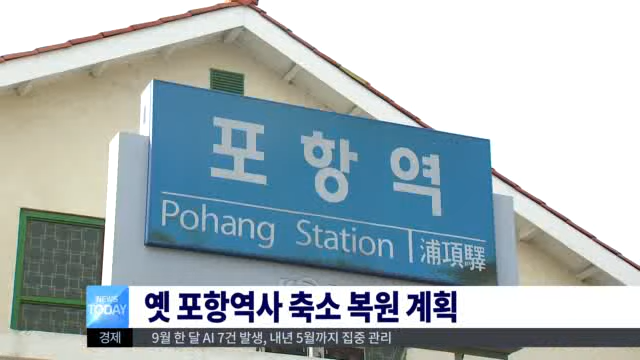 포항역
Pohang Station
浦項驛
NEWS
TODAY
옛 포항역사 축소 복원 계획
경제
9월 한 달 AI 7건 발생, 내년 5월까지 집중 관리